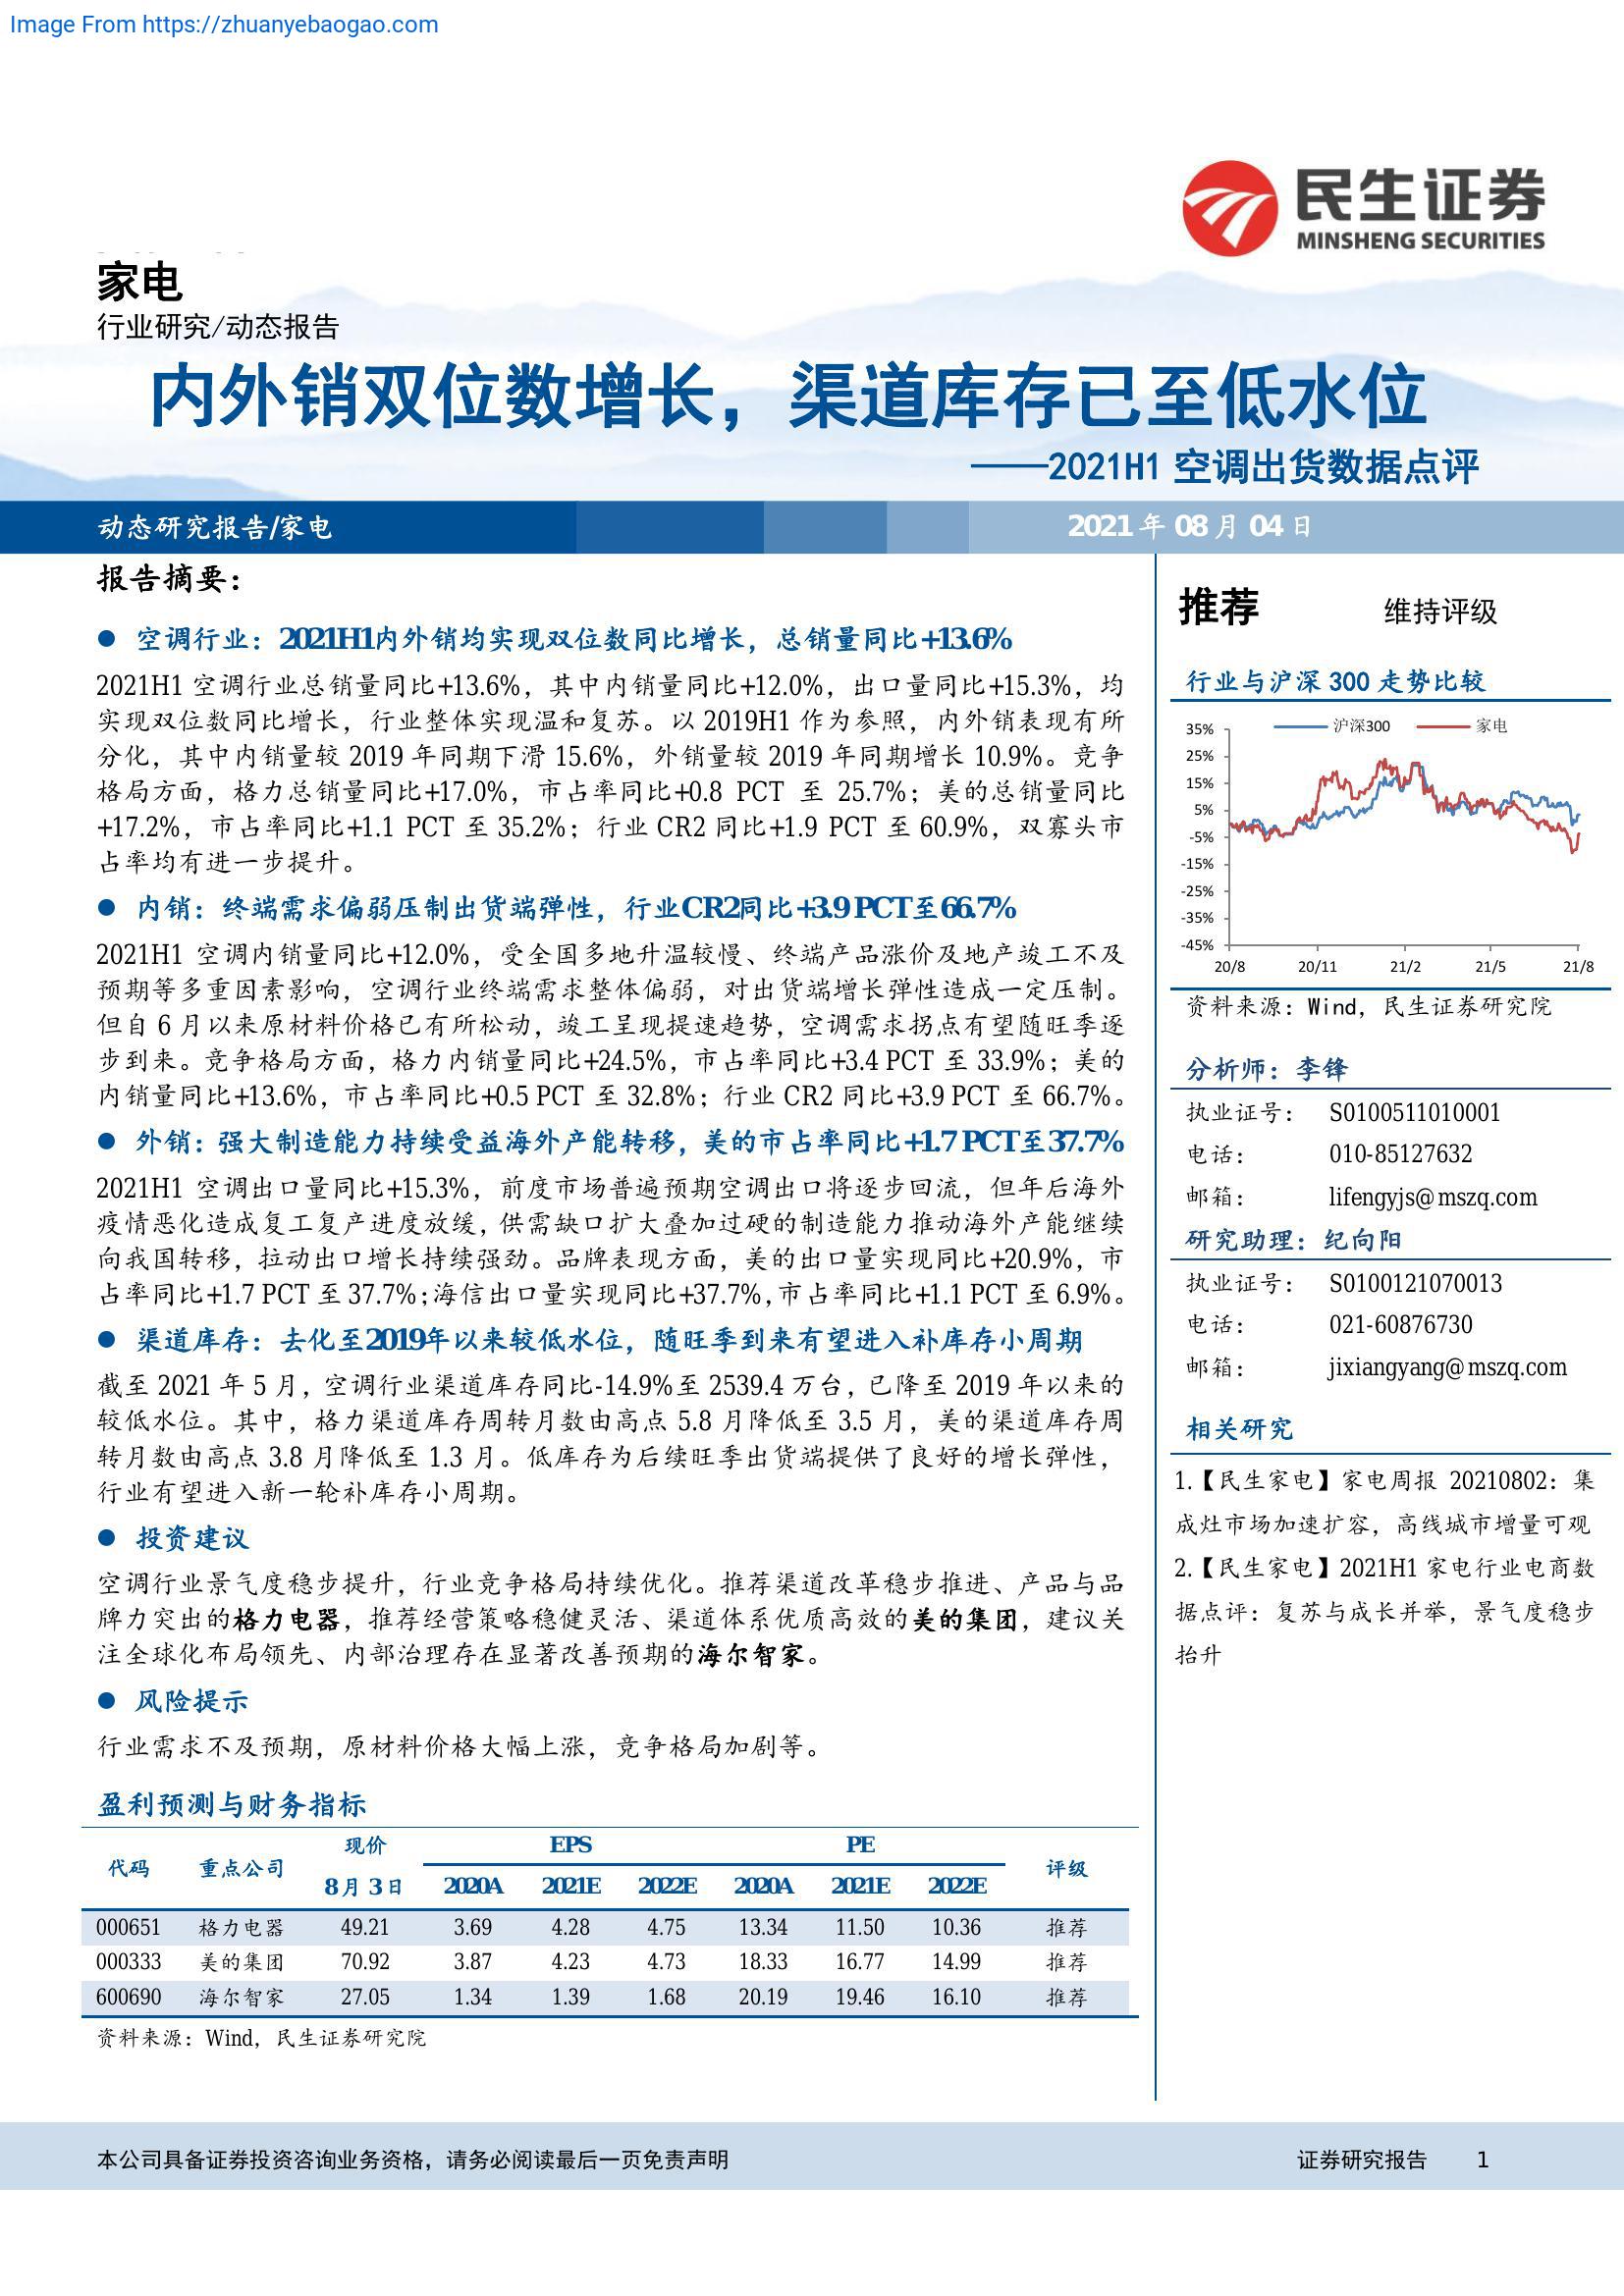 Image From https://zhuanyebaogao.com
民生证券
MINSHENG SECURITIES
家电
行业研究/动态报告
内外销双位数增长，渠道库存已至低水位
——2021H1 空调出货数据点评
动态研究报告/家电
2021 年 08 月 04 日
报告摘要：
● 空调行业：2021H1内外销均实现双位数同比增长，总销量同比+13.6%
2021H1 空调行业总销量同比+13.6%，其中内销量同比+12.0%，出口量同比+15.3%，均
实现双位数同比增长，行业整体实现温和复苏。以 2019H1 作为参照，内外销表现有所
分化，其中内销量较 2019 年同期下滑 15.6%，外销量较 2019 年同期增长 10.9%。竞争
格局方面，格力总销量同比+17.0%，市占率同比+0.8 PCT 至 25.7%；美的总销量同比
+17.2%，市占率同比+1.1 PCT 至 35.2%；行业 CR2 同比+1.9 PCT 至 60.9%，双寡头市
占率均有进一步提升。
● 内销：终端需求偏弱压制出货端弹性，行业CR2同比+3.9 PCT至66.7%
2021H1 空调内销量同比+12.0%，受全国多地升温较慢、终端产品涨价及地产竣工不及
预期等多重因素影响，空调行业终端需求整体偏弱，对出货端增长弹性造成一定压制。
但自 6 月以来原材料价格已有所松动，竣工呈现提速趋势，空调需求拐点有望随旺季逐
步到来。竞争格局方面，格力内销量同比+24.5%，市占率同比+3.4 PCT 至 33.9%；美的
内销量同比+13.6%，市占率同比+0.5 PCT 至 32.8%；行业 CR2 同比+3.9 PCT 至 66.7%。
● 外销：强大制造能力持续受益海外产能转移，美的市占率同比+1.7 PCT至37.7%
2021H1 空调出口量同比+15.3%，前度市场普遍预期空调出口将逐步回流，但年后海外
疫情恶化造成复工复产进度放缓，供需缺口扩大叠加过硬的制造能力推动海外产能继续
向我国转移，拉动出口增长持续强劲。品牌表现方面，美的出口量实现同比+20.9%，市
占率同比+1.7 PCT 至 37.7%；海信出口量实现同比+37.7%，市占率同比+1.1 PCT 至 6.9%。
● 渠道库存：去化至2019年以来较低水位，随旺季到来有望进入补库存小周期
截至 2021 年 5 月，空调行业渠道库存同比-14.9%至 2539.4 万台，已降至 2019 年以来的
较低水位。其中，格力渠道库存周转月数由高点 5.8 月降低至 3.5 月，美的渠道库存周
转月数由高点 3.8 月降低至 1.3 月。低库存为后续旺季出货端提供了良好的增长弹性，
行业有望进入新一轮补库存小周期。
● 投资建议
空调行业景气度稳步提升，行业竞争格局持续优化。推荐渠道改革稳步推进、产品与品
牌力突出的格力电器，推荐经营策略稳健灵活、渠道体系优质高效的美的集团，建议关
注全球化布局领先、内部治理存在显著改善预期的海尔智家。
● 风险提示
行业需求不及预期，原材料价格大幅上涨，竞争格局加剧等。
盈利预测与财务指标
代码 重点公司 现价 EPS PE 评级
8月3日 2020A 2021E 2022E 2020A 2021E 2022E
000651 格力电器 49.21 3.69 4.28 4.75 13.34 11.50 10.36 推荐
000333 美的集团 70.92 3.87 4.23 4.73 18.33 16.77 14.99 推荐
600690 海尔智家 27.05 1.34 1.39 1.68 20.19 19.46 16.10 推荐
资料来源：Wind，民生证券研究院
推荐 维持评级
行业与沪深 300 走势比较
沪深300 家电
35%
25%
15%
5%
-5%
-15%
-25%
-35%
-45%
20/8 20/11 21/2 21/5 21/8
资料来源：Wind，民生证券研究院
分析师：李锋
执业证号： S0100511010001
电话： 010-85127632
邮箱： lifengyjs@mszq.com
研究助理：纪向阳
执业证号： S0100121070013
电话： 021-60876730
邮箱： jixiangyang@mszq.com
相关研究
1.【民生家电】家电周报 20210802：集
成灶市场加速扩容，高线城市增量可观
2.【民生家电】2021H1 家电行业电商数
据点评：复苏与成长并举，景气度稳步
抬升
本公司具备证券投资咨询业务资格，请务必阅读最后一页免责声明
证券研究报告 1